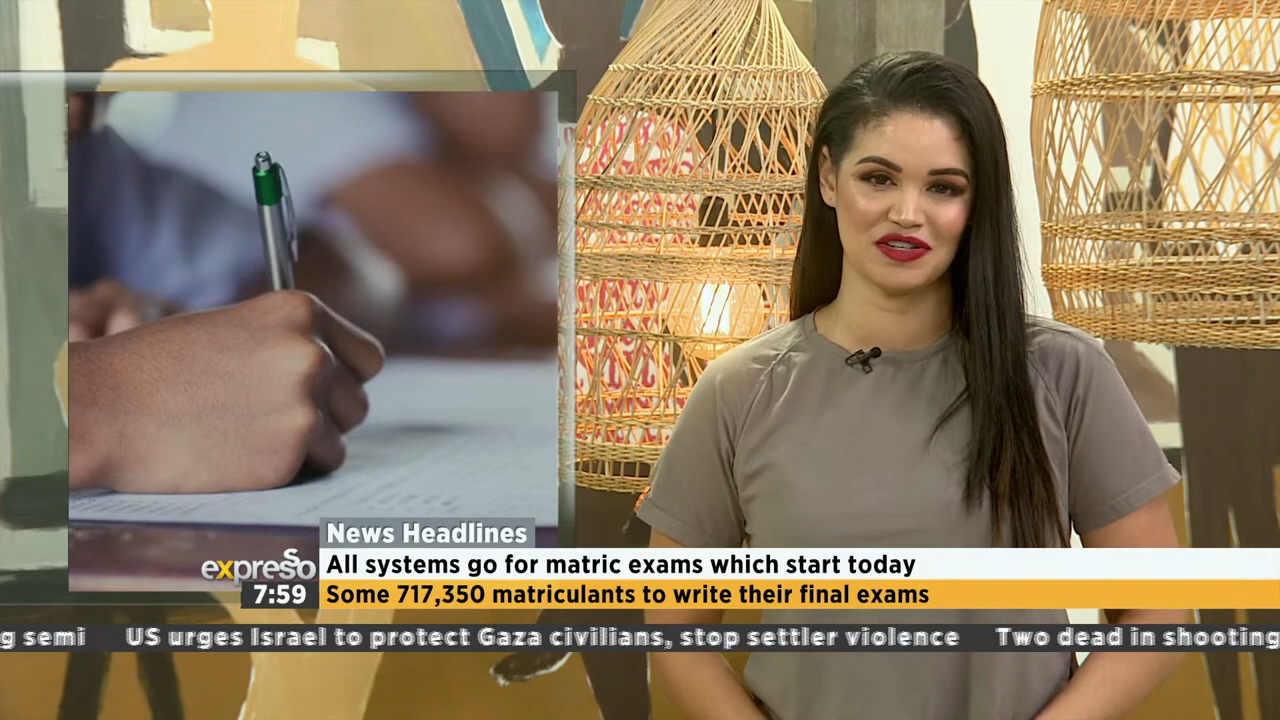 News Headlines
expresso
All systems go for matric exams which start today
7:59
Some 717,350 matriculants to write their final exams
g semi US urges Israel to protect Gaza civilians, stop settler violence Two dead in shooting